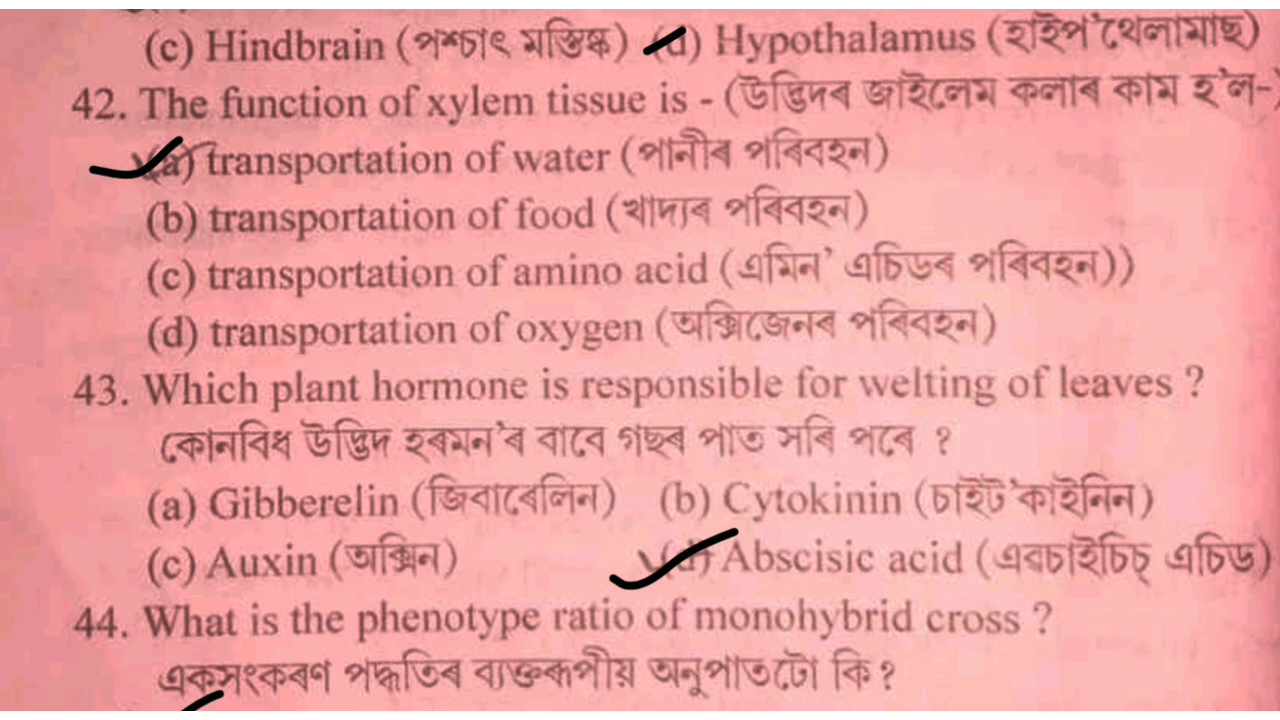 (c) Hindbrain (পশ্চাৎ মস্তিষ্ক) (d) Hypothalamus (হাইপ'থেলামাছ)
42. The function of xylem tissue is - (উদ্ভিদৰ জাইলেম কলাৰ কাম হ'ল-)
(a) transportation of water (পানীৰ পৰিবহন)
(b) transportation of food (খাদ্যৰ পৰিবহন)
(c) transportation of amino acid (এমিন' এচিডৰ পৰিবহন))
(d) transportation of oxygen (অক্সিজেনৰ পৰিবহন)
43. Which plant hormone is responsible for welting of leaves ?
কোনবিধ উদ্ভিদ হৰমন'ৰ বাবে গছৰ পাত সৰি পৰে ?
(a) Gibberelin (জিবাৰেলিন) (b) Cytokinin (চাইট'কাইনিন)
(c) Auxin (অক্সিন) (d) Abscisic acid (এবচাইচিচ্ এচিড)
44. What is the phenotype ratio of monohybrid cross ?
একসংকৰণ পদ্ধতিৰ ব্যক্তৰূপীয় অনুপাতটো কি?